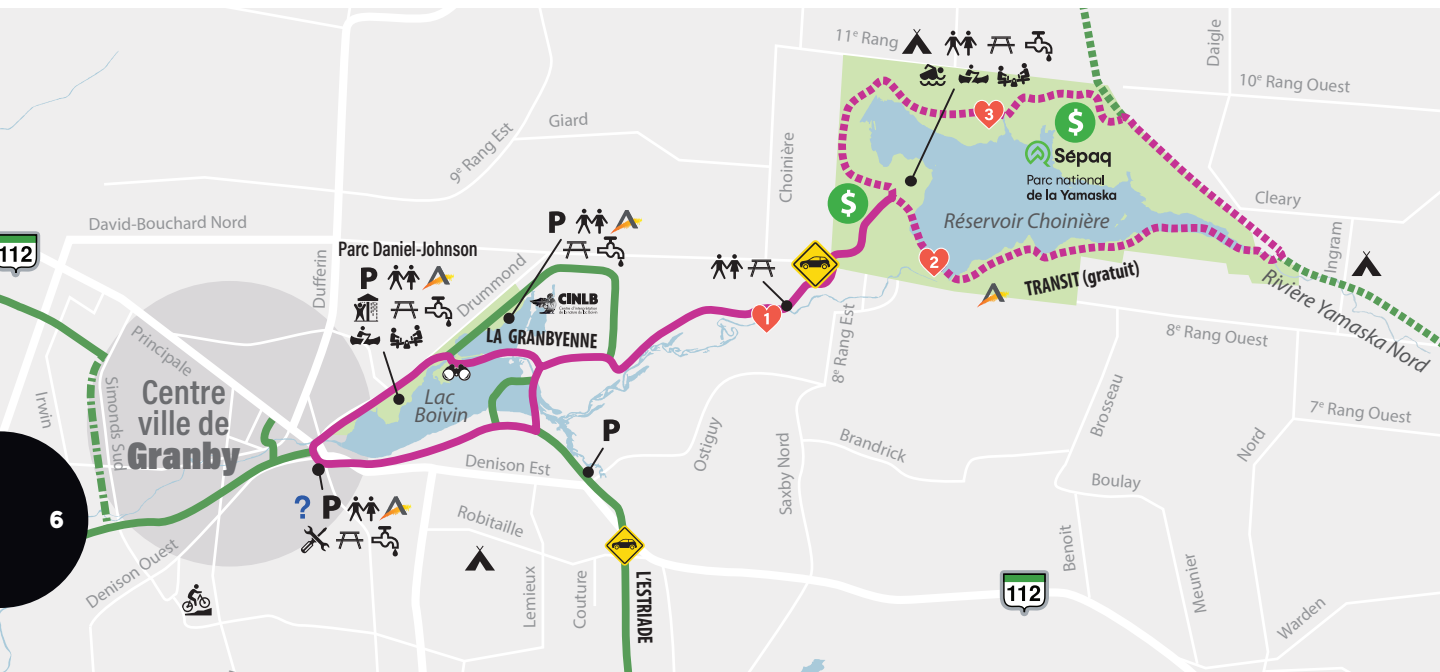 11e Rang
Daigle
10e Rang Ouest
Giard
9e Rang Est
Choinière
3
$
Sépaq
Parc national
de la Yamaska
Cleary
David-Bouchard Nord
112
Dufferin
Parc Daniel-Johnson
P
Drummond
P
$
Réservoir Choinière
Ingram
2
TRANSIT (gratuit)
Rivière Yamaska Nord
CINLB
LA GRANBYENNE
1
8e Rang Est
8e Rang Ouest
Principale
Simonds Sud
Irwin
Centre
ville de
Granby
Lac
Boivin
P
Ostiguy
Saxby Nord
Brandrick
Brosseau
7e Rang Ouest
Nord
Denison Est
Boulay
6
? P
Robitaille
Denison Ouest
Lemieux
Couture
L'ESTRIADE
112
Benoit
Meunier
Warden